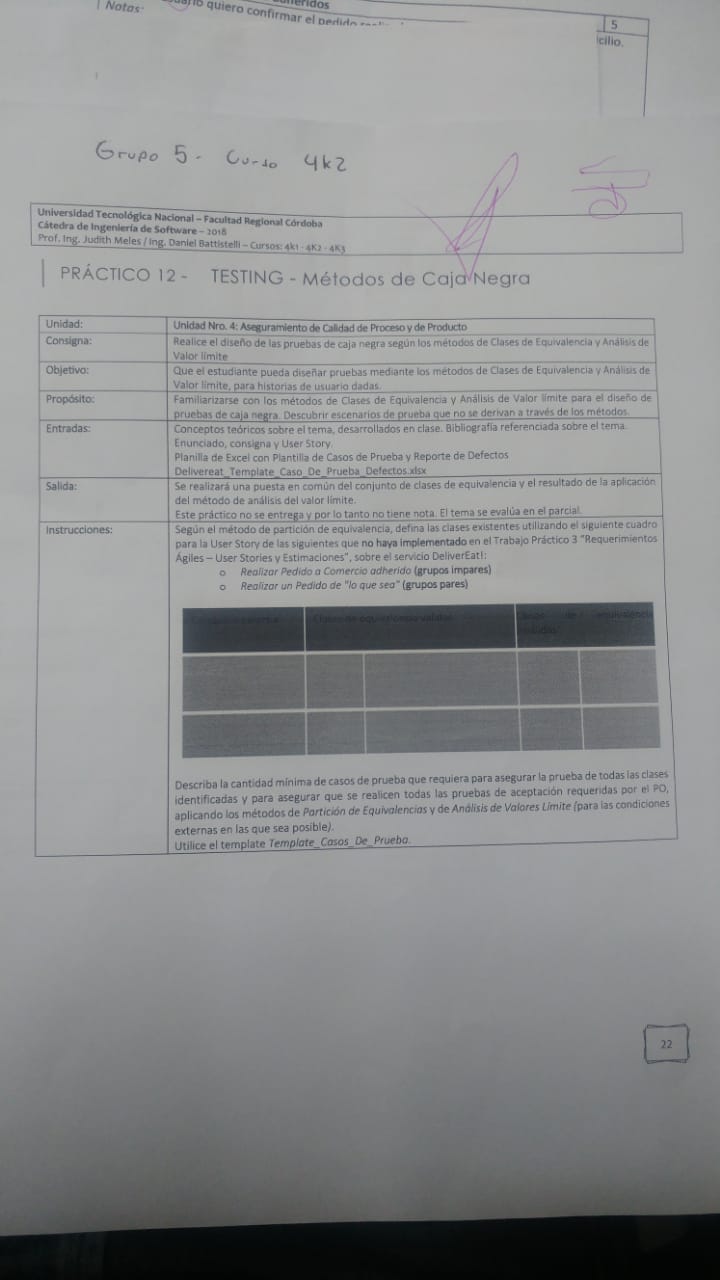 Notas:
quiero confirmar el pedido
5
cilio.
Grupo 5 - Curso 4k2
Universidad Tecnológica Nacional – Facultad Regional Córdoba
Cátedra de Ingeniería de Software – 2018
Prof. Ing. Judith Meles / Ing. Daniel Battistelli – Cursos: 4k1 - 4K2 - 4K3
PRÁCTICO 12 - TESTING - Métodos de Caja Negra
Unidad: Unidad Nro. 4: Aseguramiento de Calidad de Proceso y de Producto
Consigna: Realice el diseño de las pruebas de caja negra según los métodos de Clases de Equivalencia y Análisis de
Valor límite
Objetivo: Que el estudiante pueda diseñar pruebas mediante los métodos de Clases de Equivalencia y Análisis de
Valor límite, para historias de usuario dadas.
Propósito: Familiarizarse con los métodos de Clases de Equivalencia y Análisis de Valor límite para el diseño de
pruebas de caja negra. Descubrir escenarios de prueba que no se derivan a través de los métodos.
Entradas: Conceptos teóricos sobre el tema, desarrollados en clase. Bibliografía referenciada sobre el tema.
Enunciado, consigna y User Story.
Planilla de Excel con Plantilla de Casos de Prueba y Reporte de Defectos
Delivereat_Template_Caso_De_Prueba_Defectos.xlsx
Salida: Se realizará una puesta en común del conjunto de clases de equivalencia y el resultado de la aplicación
del método de análisis del valor límite.
Este práctico no se entrega y por lo tanto no tiene nota. El tema se evalúa en el parcial.
Instrucciones: Según el método de partición de equivalencia, defina las clases existentes utilizando el siguiente cuadro
para la User Story de las siguientes que no haya implementado en el Trabajo Práctico 3 "Requerimientos
Ágiles – User Stories y Estimaciones", sobre el servicio DeliverEat!:
o Realizar Pedido a Comercio adherido (grupos impares)
o Realizar un Pedido de "lo que sea" (grupos pares)
Describa la cantidad mínima de casos de prueba que requiera para asegurar la prueba de todas las clases
identificadas y para asegurar que se realicen todas las pruebas de aceptación requeridas por el PO,
aplicando los métodos de Partición de Equivalencias y de Análisis de Valores Límite (para las condiciones
externas en las que sea posible).
Utilice el template Template_Casos_De_Prueba.
22